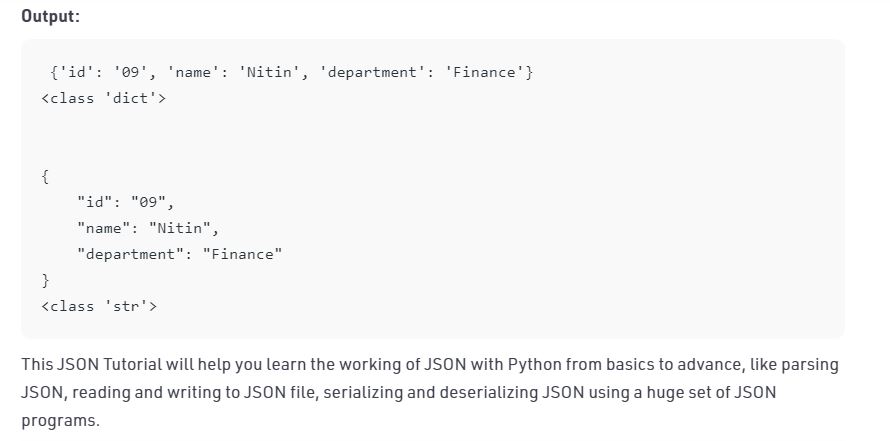 Output:
{'id': '09', 'name': 'Nitin', 'department': 'Finance'}
<class 'dict'>
{
    "id": "09",
    "name": "Nitin",
    "department": "Finance"
}
<class 'str'>
This JSON Tutorial will help you learn the working of JSON with Python from basics to advance, like parsing
JSON, reading and writing to JSON file, serializing and deserializing JSON using a huge set of JSON
programs.